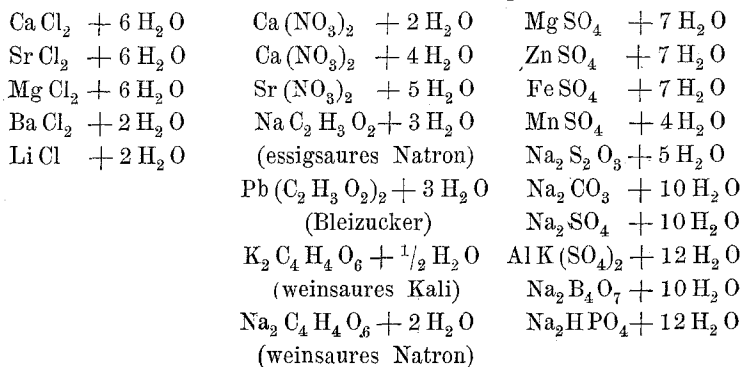 CaCl₂ + 6 H₂O Ca(NO₃)₂ + 2 H₂O MgSO₄ + 7 H₂O
SrCl₂ + 6 H₂O Ca(NO₃)₂ + 4 H₂O ZnSO₄ + 7 H₂O
MgCl₂ + 6 H₂O Sr(NO₃)₂ + 5 H₂O FeSO₄ + 7 H₂O
BaCl₂ + 2 H₂O NaC₂H₃O₂ + 3 H₂O MnSO₄ + 4 H₂O
LiCl + 2 H₂O (essigsaures Natron) Na₂S₂O₃ + 5 H₂O
Pb(C₂H₃O₂)₂ + 3 H₂O Na₂CO₃ + 10 H₂O
(Bleizucker) Na₂SO₄ + 10 H₂O
K₂C₄H₄O₆ + ¹/₂ H₂O AlK(SO₄)₂ + 12 H₂O
(weinsaures Kali) Na₂B₄O₇ + 10 H₂O
Na₂C₄H₄O₆ + 2 H₂O Na₂HPO₄ + 12 H₂O
(weinsaures Natron)